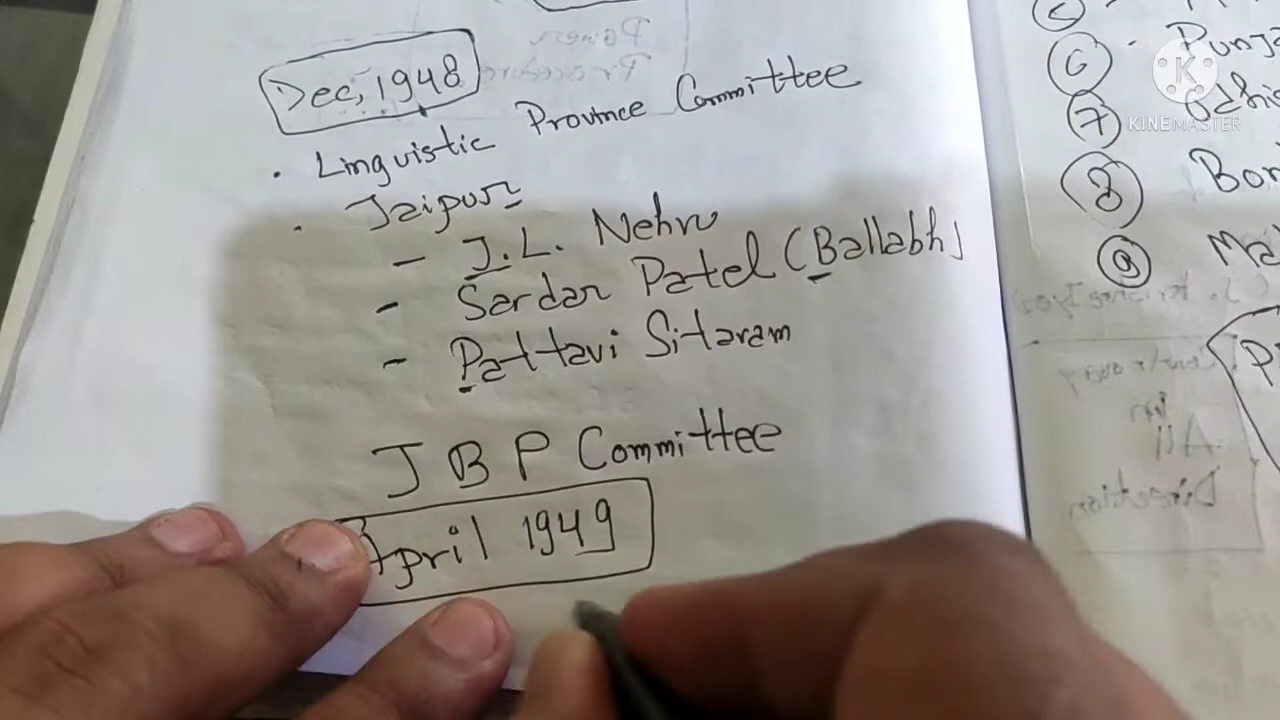 Dec, 1948
• Linguistic Province Committee
• Jaipur
- J.L. Nehru
- Sardar Patel (Ballabh)
- Pattavi Sitaram
J B P Committee
April 1949
6
7
8
9
K
KINEMASTER